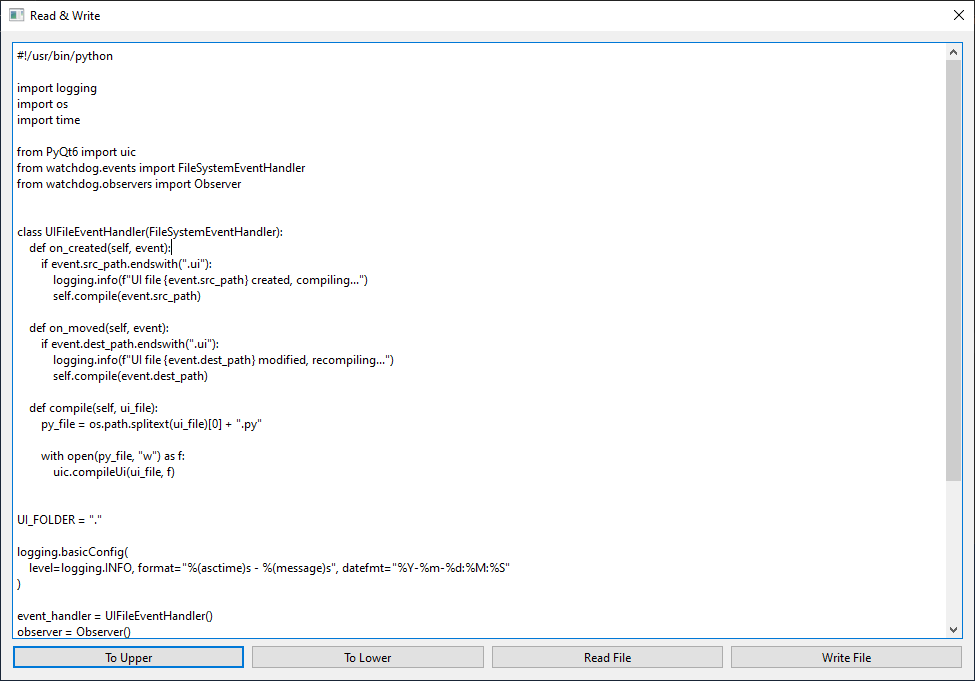 Read & Write
#!/usr/bin/python
import logging
import os
import time
from PyQt6 import uic
from watchdog.events import FileSystemEventHandler
from watchdog.observers import Observer
class UIFileEventHandler(FileSystemEventHandler):
    def on_created(self, event):
        if event.src_path.endswith(".ui"):
            logging.info(f"UI file {event.src_path} created, compiling...")
            self.compile(event.src_path)
    def on_moved(self, event):
        if event.dest_path.endswith(".ui"):
            logging.info(f"UI file {event.dest_path} modified, recompiling...")
            self.compile(event.dest_path)
    def compile(self, ui_file):
        py_file = os.path.splitext(ui_file)[0] + ".py"
        with open(py_file, "w") as f:
            uic.compileUi(ui_file, f)
UI_FOLDER = "."
logging.basicConfig(
    level=logging.INFO, format="%(asctime)s - %(message)s", datefmt="%Y-%m-%d:%M:%S"
)
event_handler = UIFileEventHandler()
observer = Observer()
To Upper
To Lower
Read File
Write File